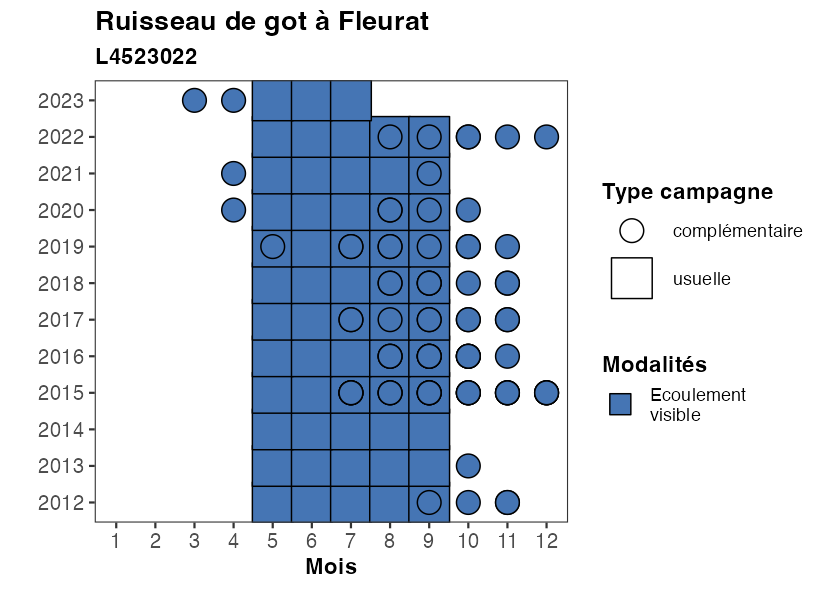 Ruisseau de got à Fleurat
L4523022
2023
2022
2021
2020
2019
2018
2017
2016
2015
2014
2013
2012
1 2 3 4 5 6 7 8 9 10 11 12
Mois
Type campagne
complémentaire
usuelle
Modalités
Ecoulement
visible